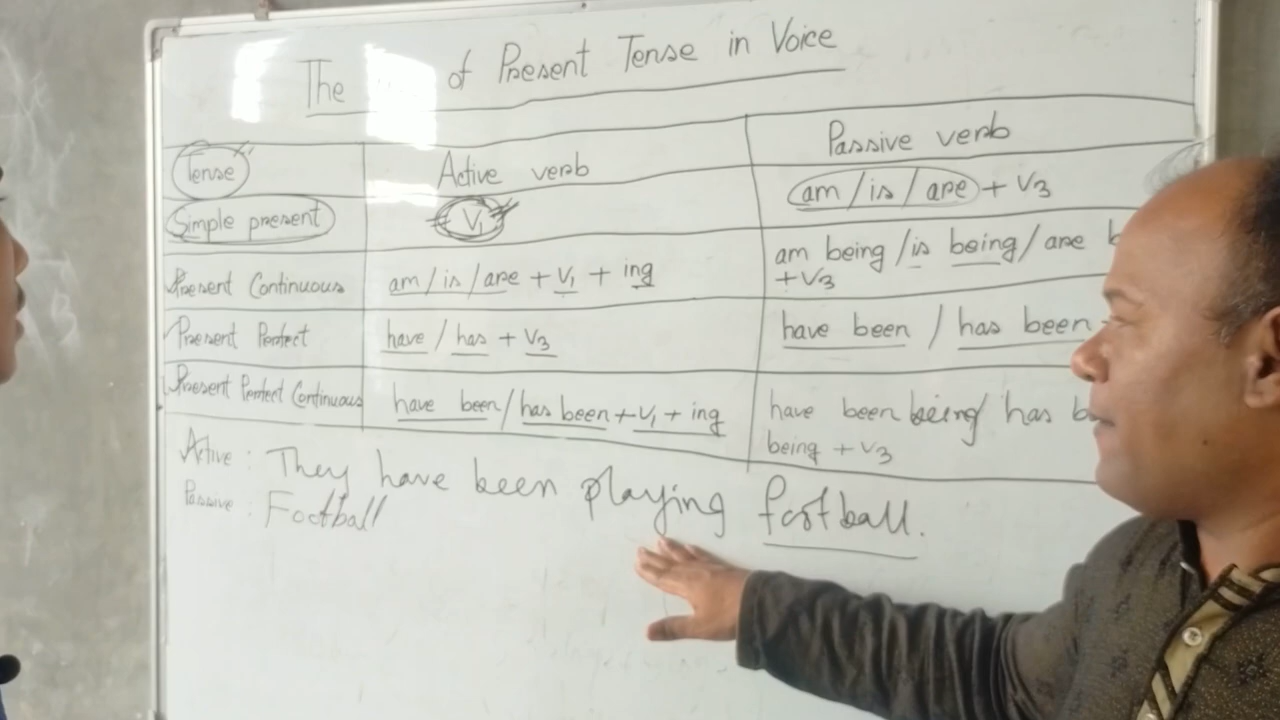 The of Present Tense in Voice
Tense Active verb Passive verb
Simple present V1 am / is / are + V3
Present Continuous am / is / are + V1 + ing am being / is being / are
+V3
Present Perfect have / has + V3 have been / has been
Present Perfect Continuous have been / has been + V1 + ing have been being / has
being + V3
Active : They have been playing football.
Passive : Football